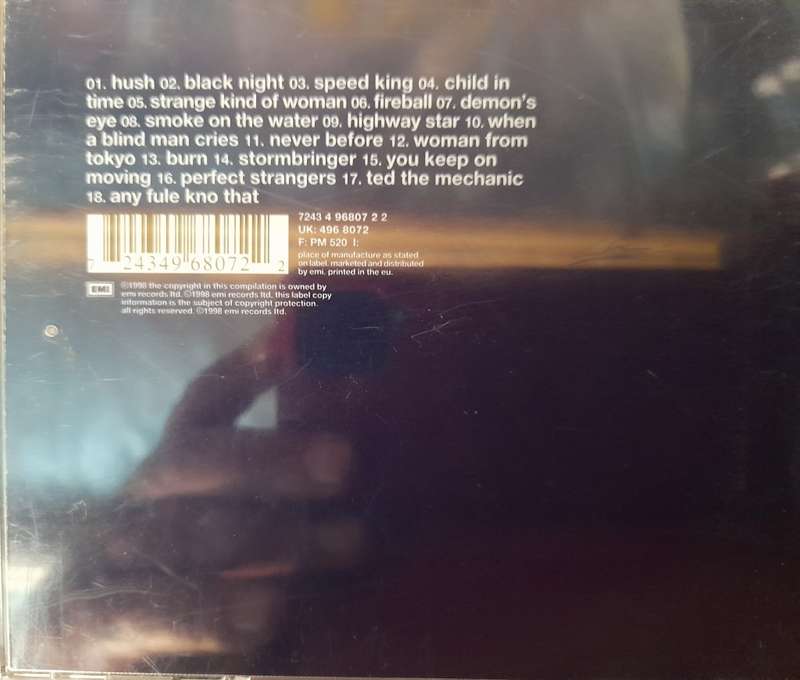 01. hush 02. black night 03. speed king 04. child in
time 05. strange kind of woman 06. fireball 07. demon's
eye 08. smoke on the water 09. highway star 10. when
a blind man cries 11. never before 12. woman from
tokyo 13. burn 14. stormbringer 15. you keep on
moving 16. perfect strangers 17. ted the mechanic
18. any fule kno that
7243 4 96807 2 2
UK: 496 8072
F: PM 520 I:
place of manufacture as stated
on label. marketed and distributed
by emi. printed in the eu.
7 24349 68072 2
EMI
℗1998 the copyright in this compilation is owned by
emi records ltd. ©1998 emi records ltd. this label copy
information is the subject of copyright protection.
all rights reserved. ©1998 emi records ltd.